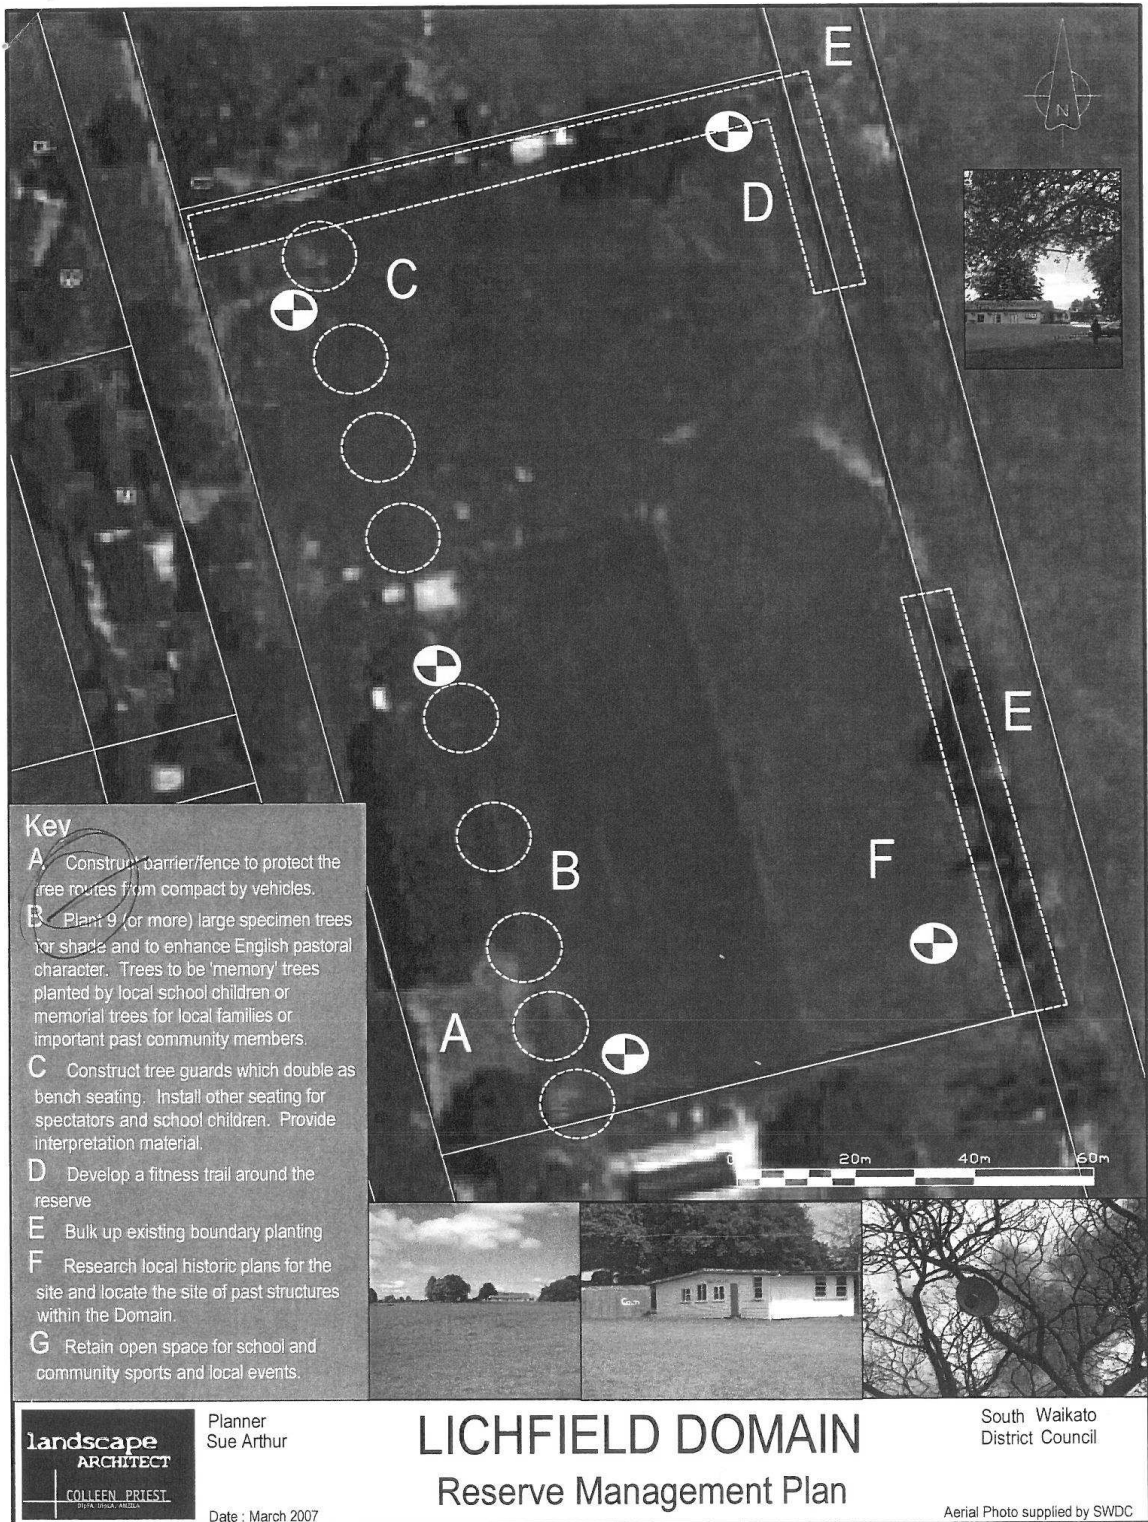 E
N
D
C
E
F
B
A
0 20m 40m 60m
Key
A Construct barrier/fence to protect the
tree routes from compact by vehicles.
B Plant 9 (or more) large specimen trees
for shade and to enhance English pastoral
character. Trees to be 'memory' trees
planted by local school children or
memorial trees for local families or
important past community members.
C Construct tree guards which double as
bench seating. Install other seating for
spectators and school children. Provide
interpretation material.
D Develop a fitness trail around the
reserve
E Bulk up existing boundary planting
F Research local historic plans for the
site and locate the site of past structures
within the Domain.
G Retain open space for school and
community sports and local events.
landscape
ARCHITECT
COLLEEN PRIEST
Planner
Sue Arthur
Date : March 2007
LICHFIELD DOMAIN
Reserve Management Plan
South Waikato
District Council
Aerial Photo supplied by SWDC